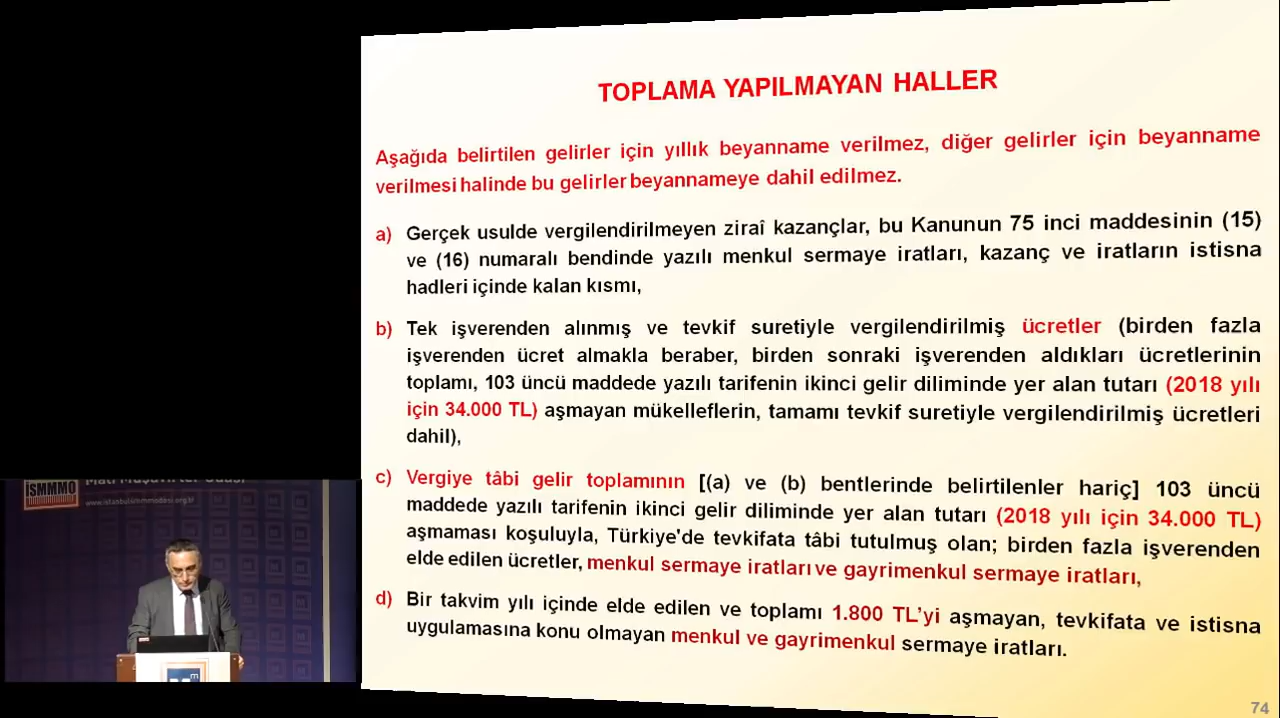 TOPLAMA YAPILMAYAN HALLER
Aşağıda belirtilen gelirler için yıllık beyanname verilmez, diğer gelirler için beyanname
verilmesi halinde bu gelirler beyannameye dahil edilmez.
a) Gerçek usulde vergilendirilmeyen ziraî kazançlar, bu Kanunun 75 inci maddesinin (15)
ve (16) numaralı bendinde yazılı menkul sermaye iratları, kazanç ve iratların istisna
hadleri içinde kalan kısmı,
b) Tek işverenden alınmış ve tevkif suretiyle vergilendirilmiş ücretler (birden fazla
işverenden ücret almakla beraber, birden sonraki işverenden aldıkları ücretlerinin
toplamı, 103 üncü maddede yazılı tarifenin ikinci gelir diliminde yer alan tutarı (2018 yılı
için 34.000 TL) aşmayan mükelleflerin, tamamı tevkif suretiyle vergilendirilmiş ücretleri
dahil),
c) Vergiye tâbi gelir toplamının [(a) ve (b) bentlerinde belirtilenler hariç] 103 üncü
maddede yazılı tarifenin ikinci gelir diliminde yer alan tutarı (2018 yılı için 34.000 TL)
aşmaması koşuluyla, Türkiye'de tevkifata tâbi tutulmuş olan; birden fazla işverenden
elde edilen ücretler, menkul sermaye iratları ve gayrimenkul sermaye iratları,
d) Bir takvim yılı içinde elde edilen ve toplamı 1.800 TL’yi aşmayan, tevkifata ve istisna
uygulamasına konu olmayan menkul ve gayrimenkul sermaye iratları.
74
İSMMMO